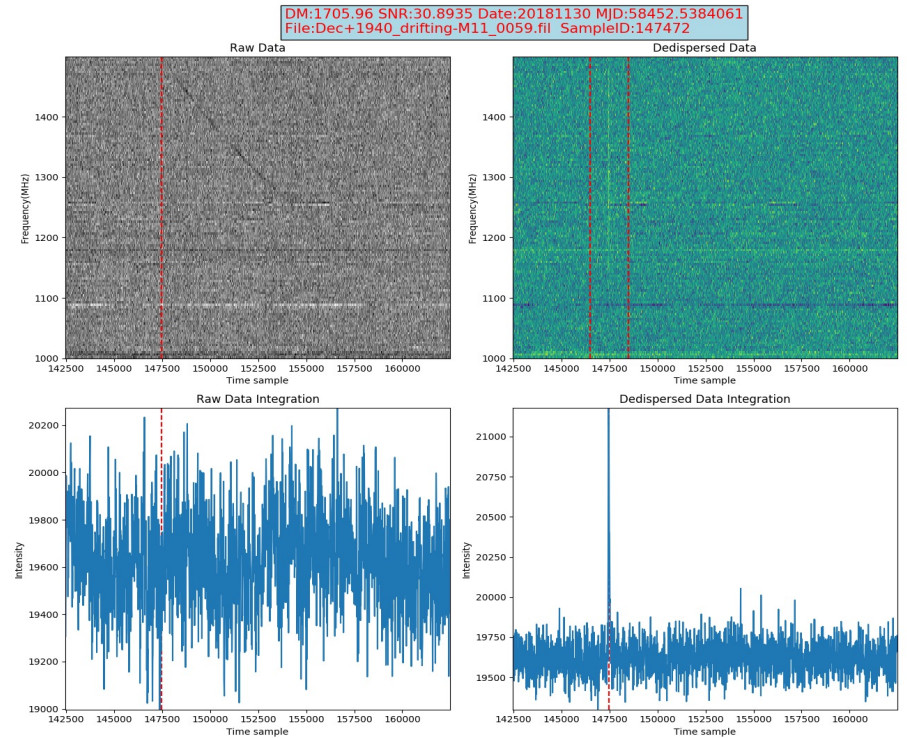 DM:1705.96 SNR:30.8935 Date:20181130 MJD:58452.5384061
File:Dec+1940_drifting-M11_0059.fil SampleID:147472
Raw Data
Frequency(MHz)
1400
1300
1200
1100
1000
142500 145000 147500 150000 152500 155000 157500 160000
Time sample
Dedispersed Data
Frequency(MHz)
1400
1300
1200
1100
1000
142500 145000 147500 150000 152500 155000 157500 160000
Time sample
Raw Data Integration
Intensity
20200
20000
19800
19600
19400
19200
19000
142500 145000 147500 150000 152500 155000 157500 160000
Time sample
Dedispersed Data Integration
Intensity
21000
20750
20500
20250
20000
19750
19500
142500 145000 147500 150000 152500 155000 157500 160000
Time sample